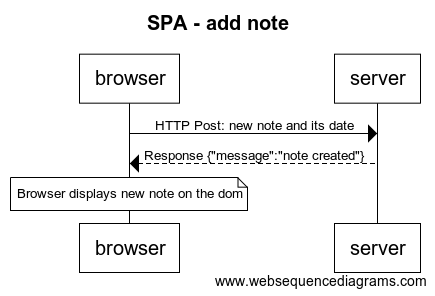 SPA - add note
browser
server
HTTP Post: new note and its date
Response {"message":"note created"}
Browser displays new note on the dom
browser
server
www.websequencediagrams.com